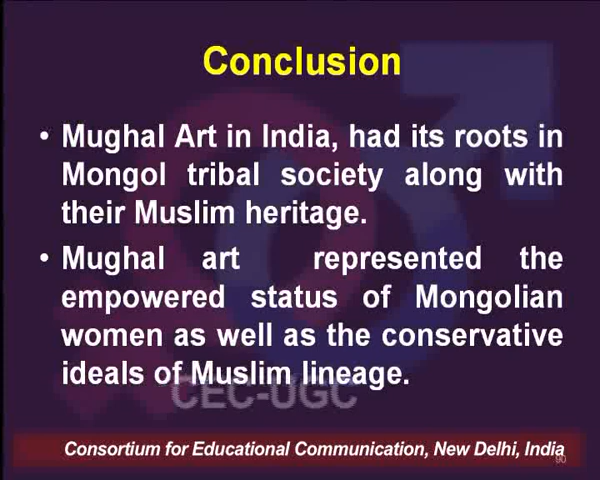 Conclusion
• Mughal Art in India, had its roots in
Mongol tribal society along with
their Muslim heritage.
• Mughal art represented the
empowered status of Mongolian
women as well as the conservative
ideals of Muslim lineage.
CEC-UGC
Consortium for Educational Communication, New Delhi, India
90